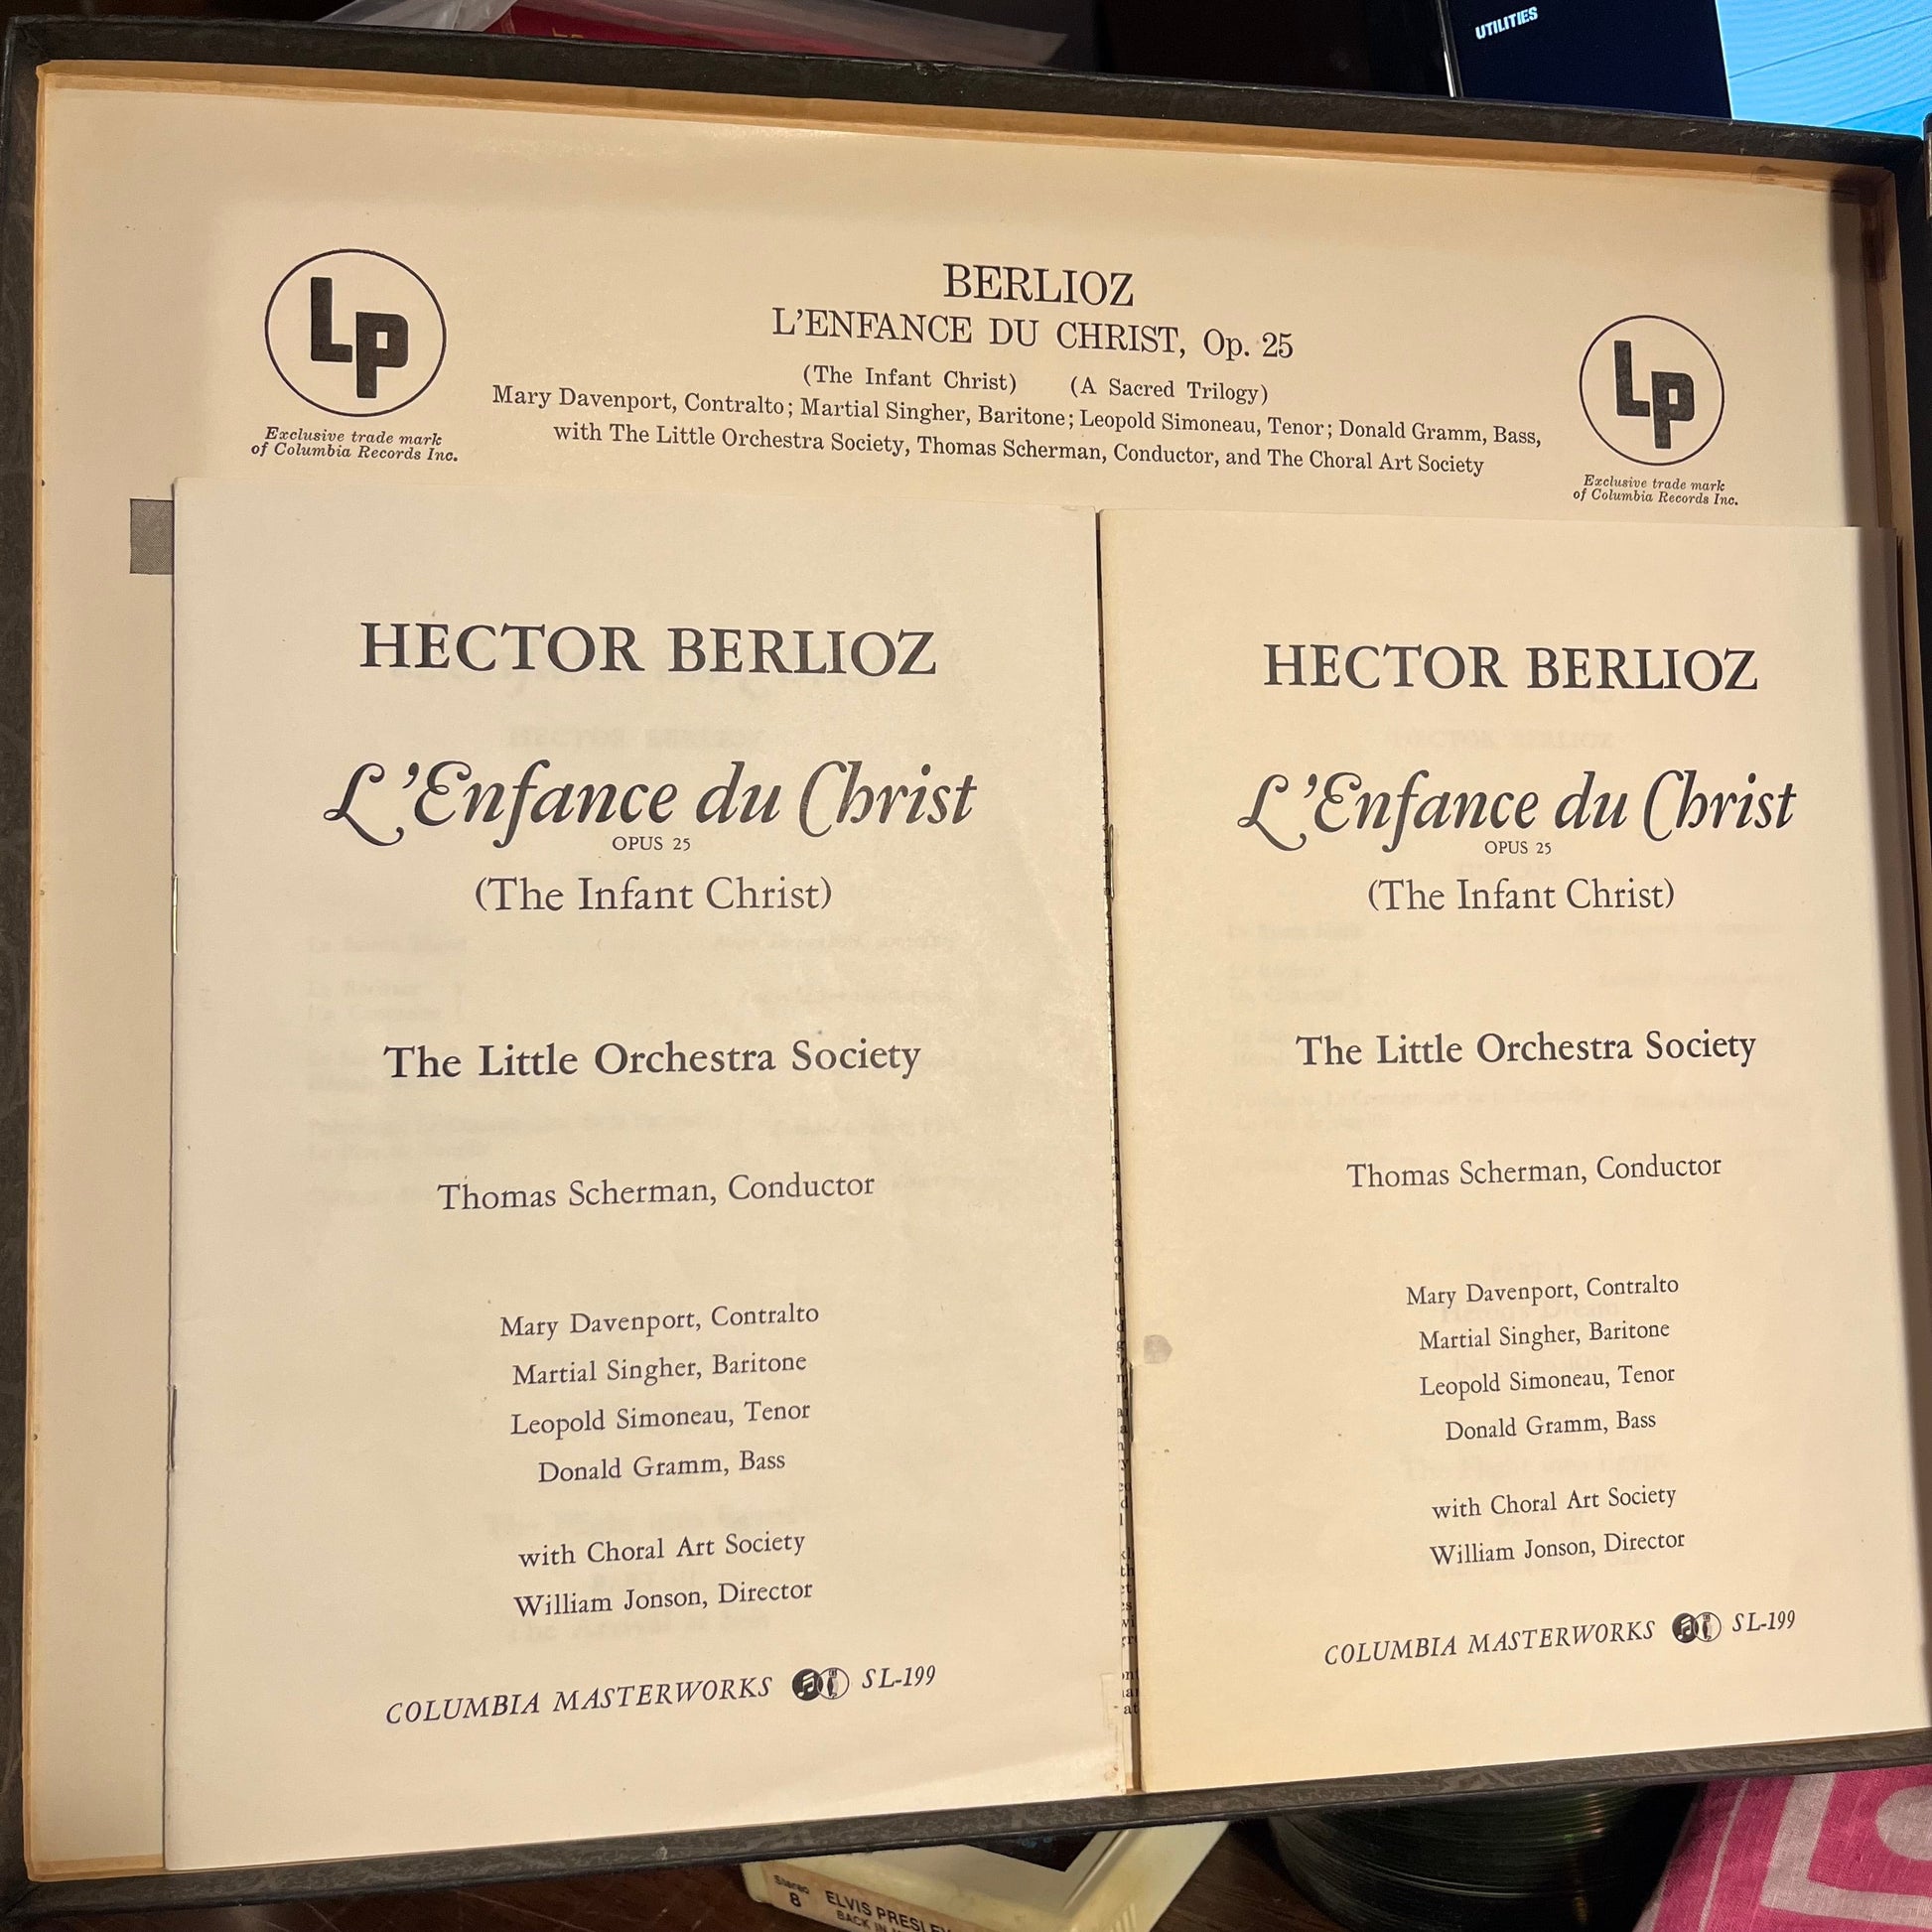 UTILITIES
LP
Exclusive trade mark
of Columbia Records Inc.
BERLIOZ
L'ENFANCE DU CHRIST, Op. 25
(The Infant Christ) (A Sacred Trilogy)
Mary Davenport, Contralto; Martial Singher, Baritone; Leopold Simoneau, Tenor; Donald Gramm, Bass,
with The Little Orchestra Society, Thomas Scherman, Conductor, and The Choral Art Society
LP
Exclusive trade mark
of Columbia Records Inc.
HECTOR BERLIOZ
L'Enfance du Christ
OPUS 25
(The Infant Christ)
The Little Orchestra Society
Thomas Scherman, Conductor
Mary Davenport, Contralto
Martial Singher, Baritone
Leopold Simoneau, Tenor
Donald Gramm, Bass
with Choral Art Society
William Jonson, Director
COLUMBIA MASTERWORKS SL-199
HECTOR BERLIOZ
L'Enfance du Christ
OPUS 25
(The Infant Christ)
The Little Orchestra Society
Thomas Scherman, Conductor
Mary Davenport, Contralto
Martial Singher, Baritone
Leopold Simoneau, Tenor
Donald Gramm, Bass
with Choral Art Society
William Jonson, Director
COLUMBIA MASTERWORKS SL-199
Stereo
8
ELVIS PRESLEY
BACK IN